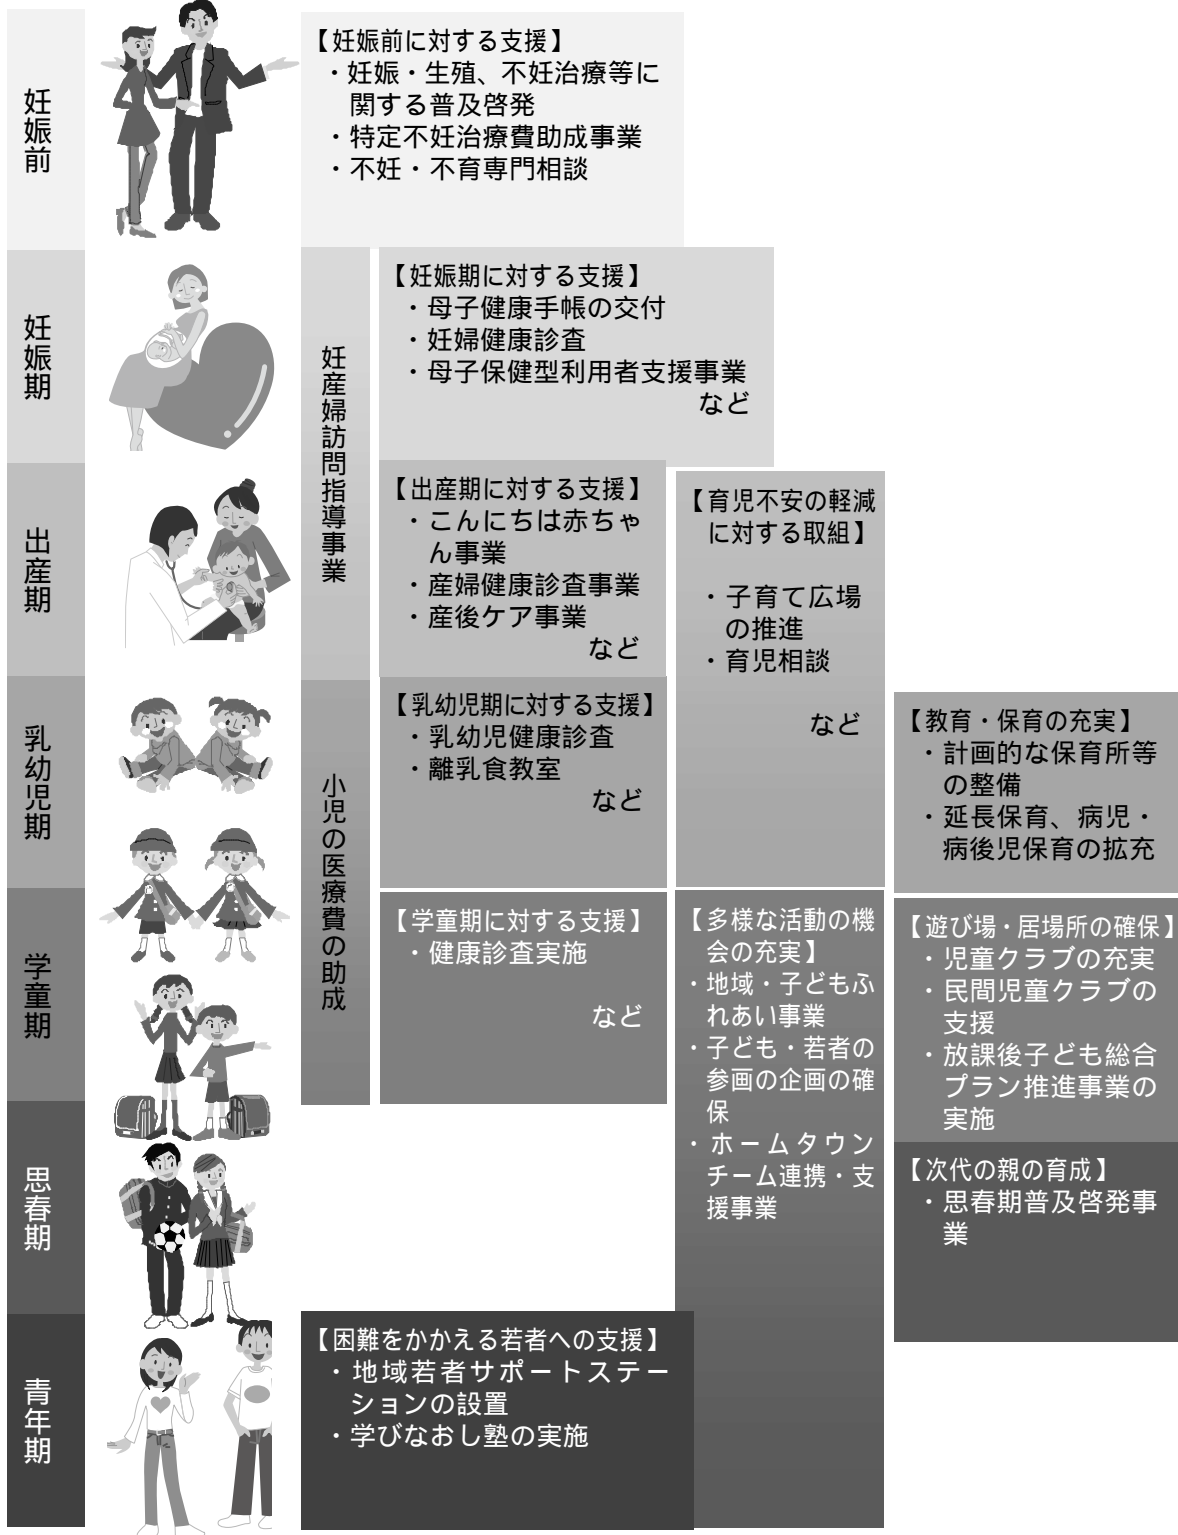 妊娠前
【妊娠前に対する支援】
・妊娠・生殖、不妊治療等に
関する普及啓発
・特定不妊治療費助成事業
・不妊・不育専門相談
妊娠期
妊産婦訪問指導事業
【妊娠期に対する支援】
・母子健康手帳の交付
・妊婦健康診査
・母子保健型利用者支援事業
など
出産期
【出産期に対する支援】
・こんにちは赤ちゃ
ん事業
・産婦健康診査事業
・産後ケア事業
など
【育児不安の軽減
に対する取組】
・子育て広場
の推進
・育児相談
など
乳幼児期
小児の医療費の助成
【乳幼児期に対する支援】
・乳幼児健康診査
・離乳食教室
など
【教育・保育の充実】
・計画的な保育所等
の整備
・延長保育、病児・
病後児保育の拡充
学童期
【学童期に対する支援】
・健康診査実施
など
【多様な活動の機
会の充実】
・地域・子どもふ
れあい事業
・子ども・若者の
参画の企画の確
保
・ホームタウン
チーム連携・支
援事業
【遊び場・居場所の確保】
・児童クラブの充実
・民間児童クラブの
支援
・放課後子ども総合
プラン推進事業の
実施
思春期
【次代の親の育成】
・思春期普及啓発事
業
青年期
【困難をかかえる若者への支援】
・地域若者サポートステー
ションの設置
・学びなおし塾の実施